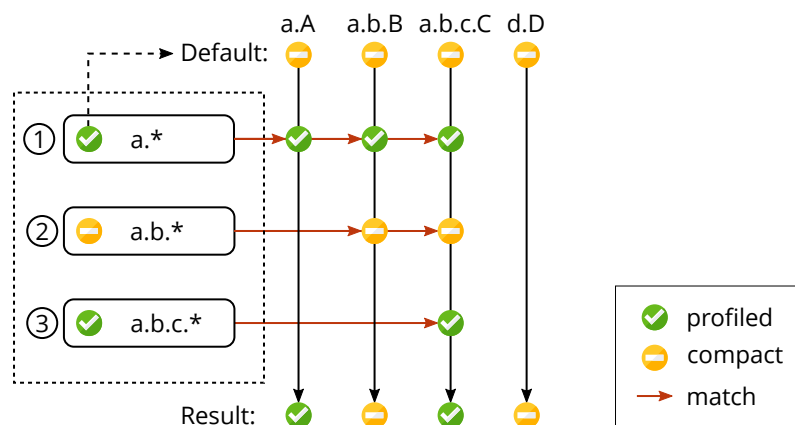 a.A a.b.B a.b.c.C d.D
Default:
1 a.*
2 a.b.*
3 a.b.c.*
profiled
compact
match
Result: